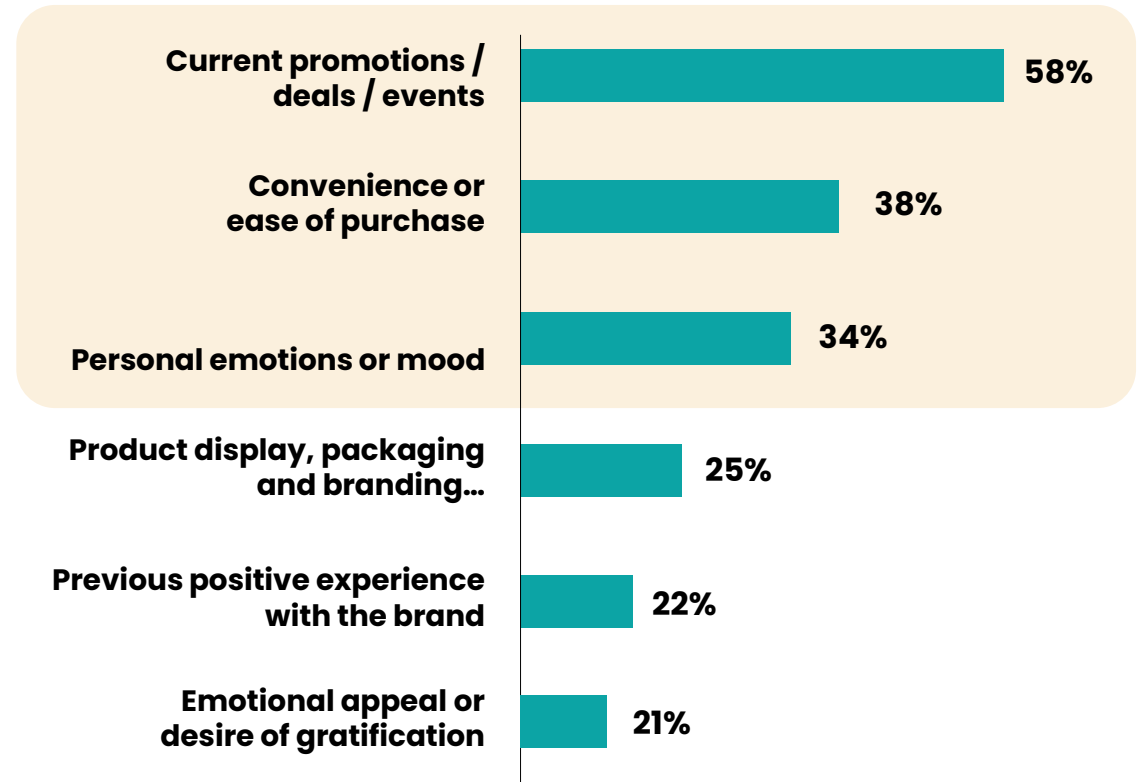 Current promotions /
deals / events
58%
Convenience or
ease of purchase
38%
Personal emotions or mood
34%
Product display, packaging
and branding...
25%
Previous positive experience
with the brand
22%
Emotional appeal or
desire of gratification
21%